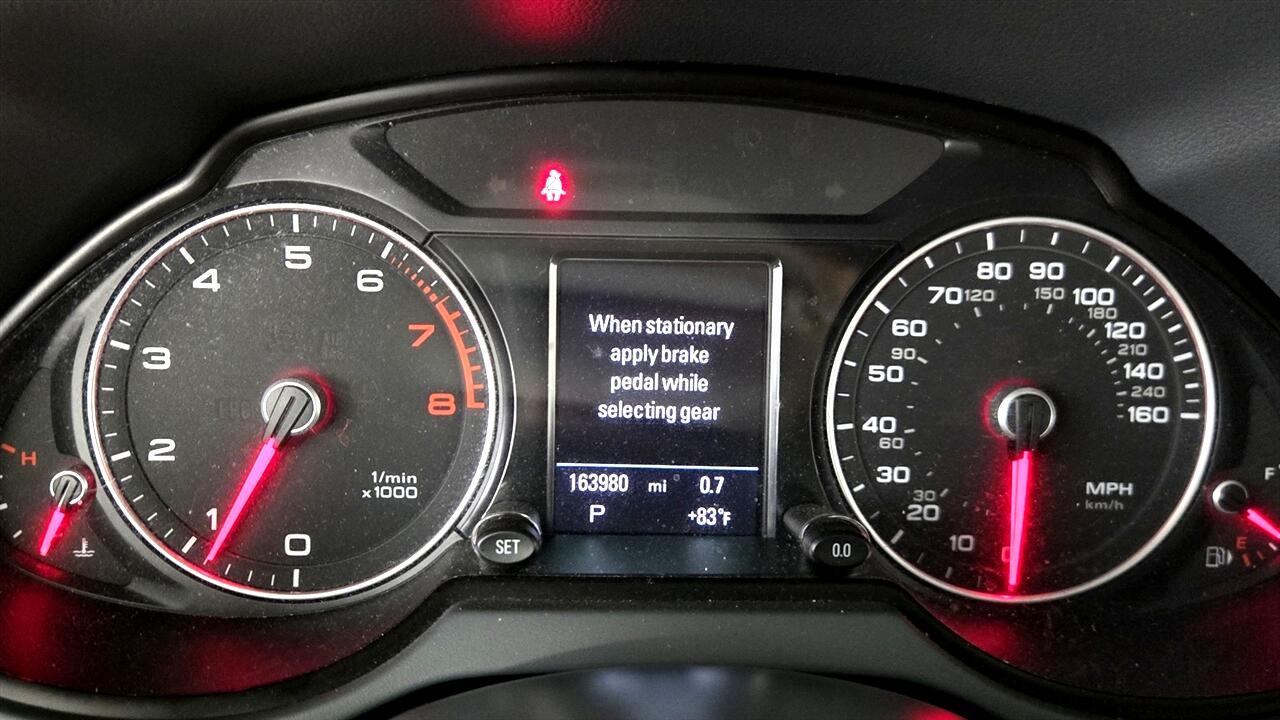 5
4
6
80 90
70 120
150 100
180
60
7
120
When stationary
210
apply brake
3
90
50
140
pedal while
240
8
selecting gear
160
2
40
60
H
1/min
x1000
163980 mi 0.7
30
MPH
km/h
F
30
20
P
+83°F
1
0
SET
0.0
10
0
E